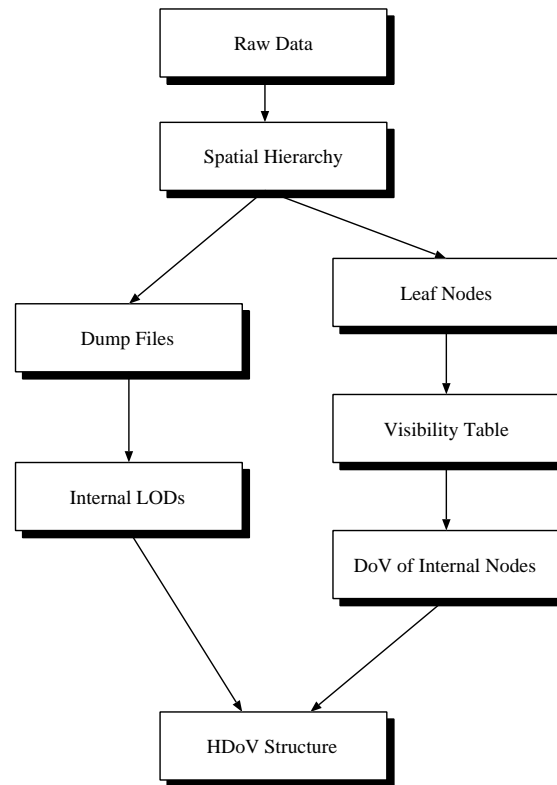 Raw Data
Spatial Hierarchy
Leaf Nodes
Dump Files
Visibility Table
Internal LODs
DoV of Internal Nodes
HDoV Structure